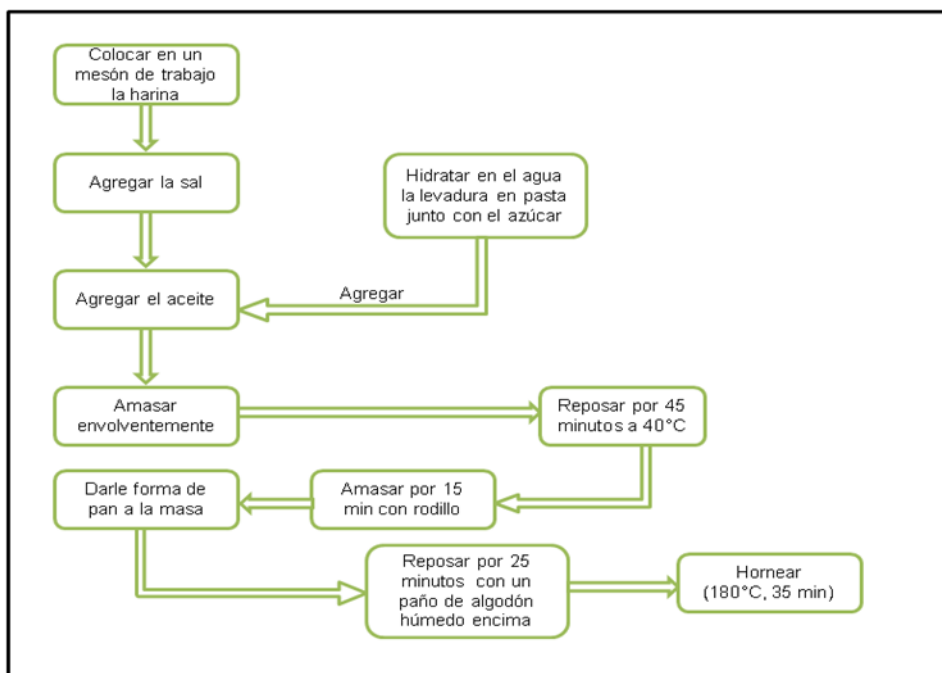 Colocar en un
mesón de trabajo
la harina
Agregar la sal
Hidratar en el agua
la levadura en pasta
junto con el azúcar
Agregar el aceite
Agregar
Amasar
envolventemente
Reposar por 45
minutos a 40°C
Darle forma de
pan a la masa
Amasar por 15
min con rodillo
Reposar por 25
minutos con un
paño de algodón
húmedo encima
Hornear
(180°C, 35 min)